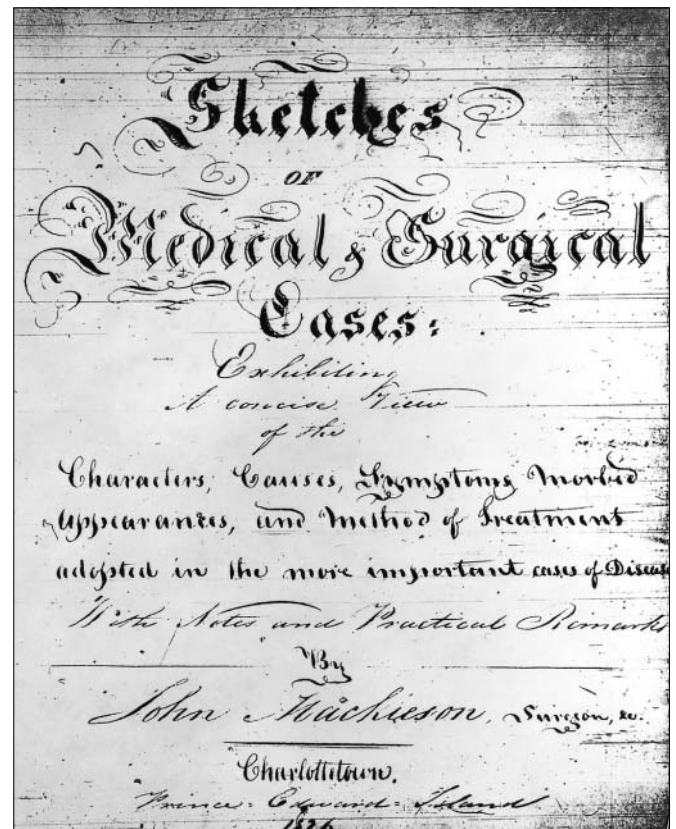 Sketches
OF
Medical & Surgical
Cases:
Exhibiting
A concise View
of the
Characters, Causes, Symptoms Morbid
Appearances, and Method of Treatment
adopted in the more important cases of Disease
With Notes and Practical Remarks
By
John Mackieson, Surgeon, &c.
Charlottetown.
Prince = Edward = Island
1826